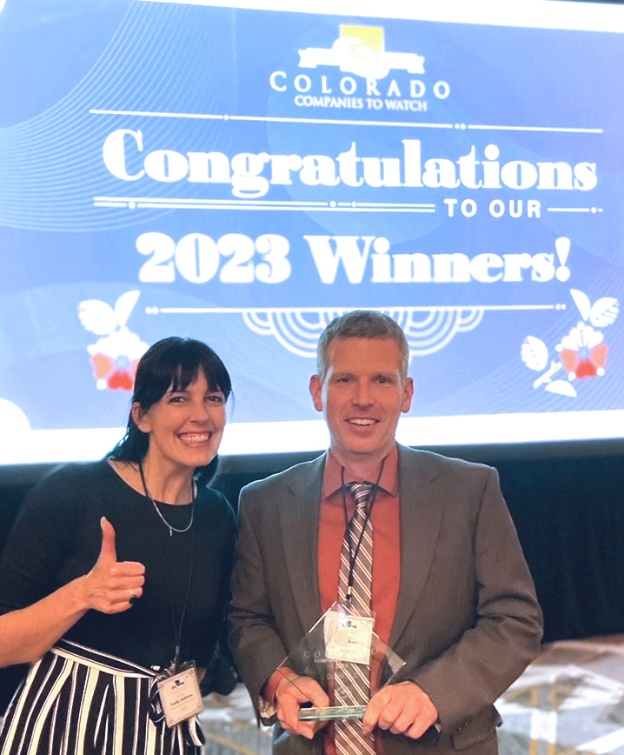 COLORADO
COMPANIES TO WATCH
Congratulations
TO OUR
2023 Winners!